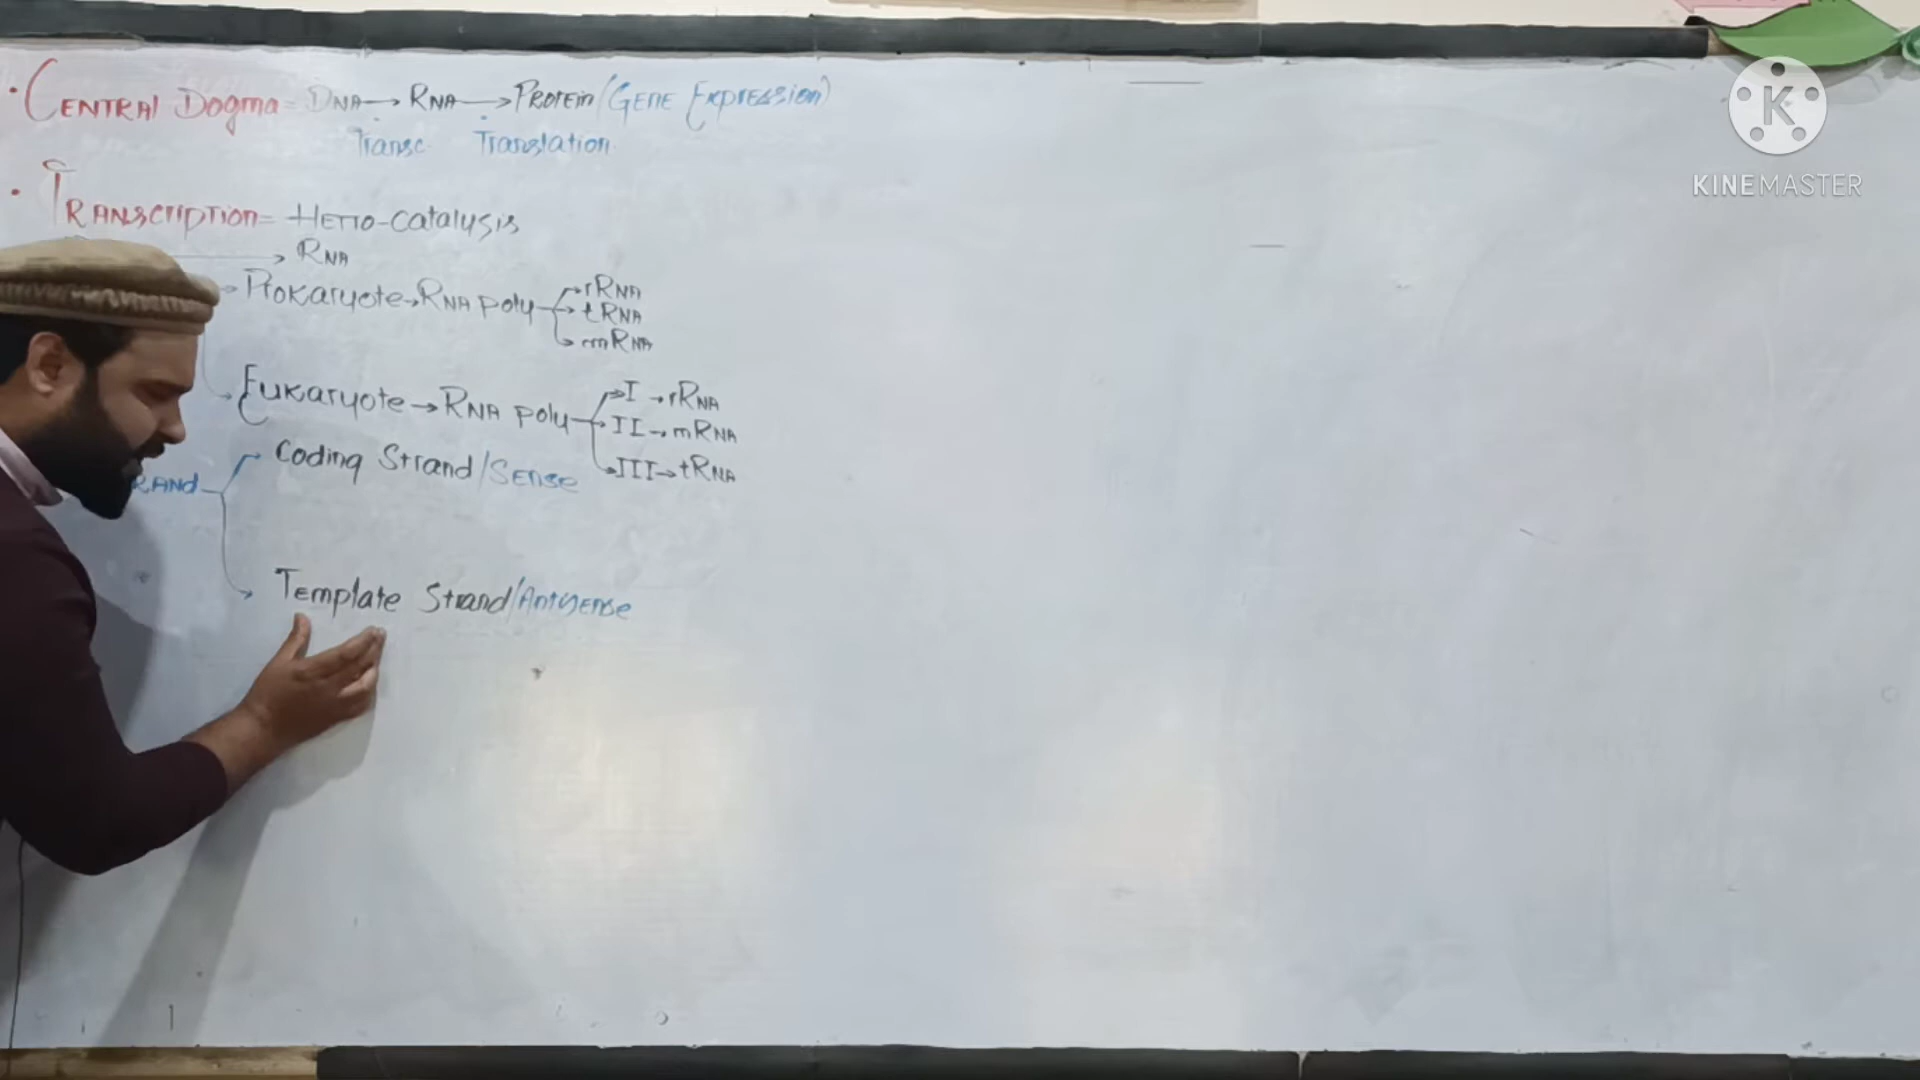 • CENTRAL Dogma = DNA → RNA → PROTEIN (GENE Expression)
Transc Translation
• TRANSCRIPTION = HETRO-Catalysis
→ RNA
→ Prokaryote → RNA poly → rRNA
→ tRNA
→ mRNA
→ Eukaryote → RNA poly → I → rRNA
→ II → mRNA
→ III → tRNA
RAND → Coding Strand/SENSE
→ Template Strand/Antisense
KINEMASTER